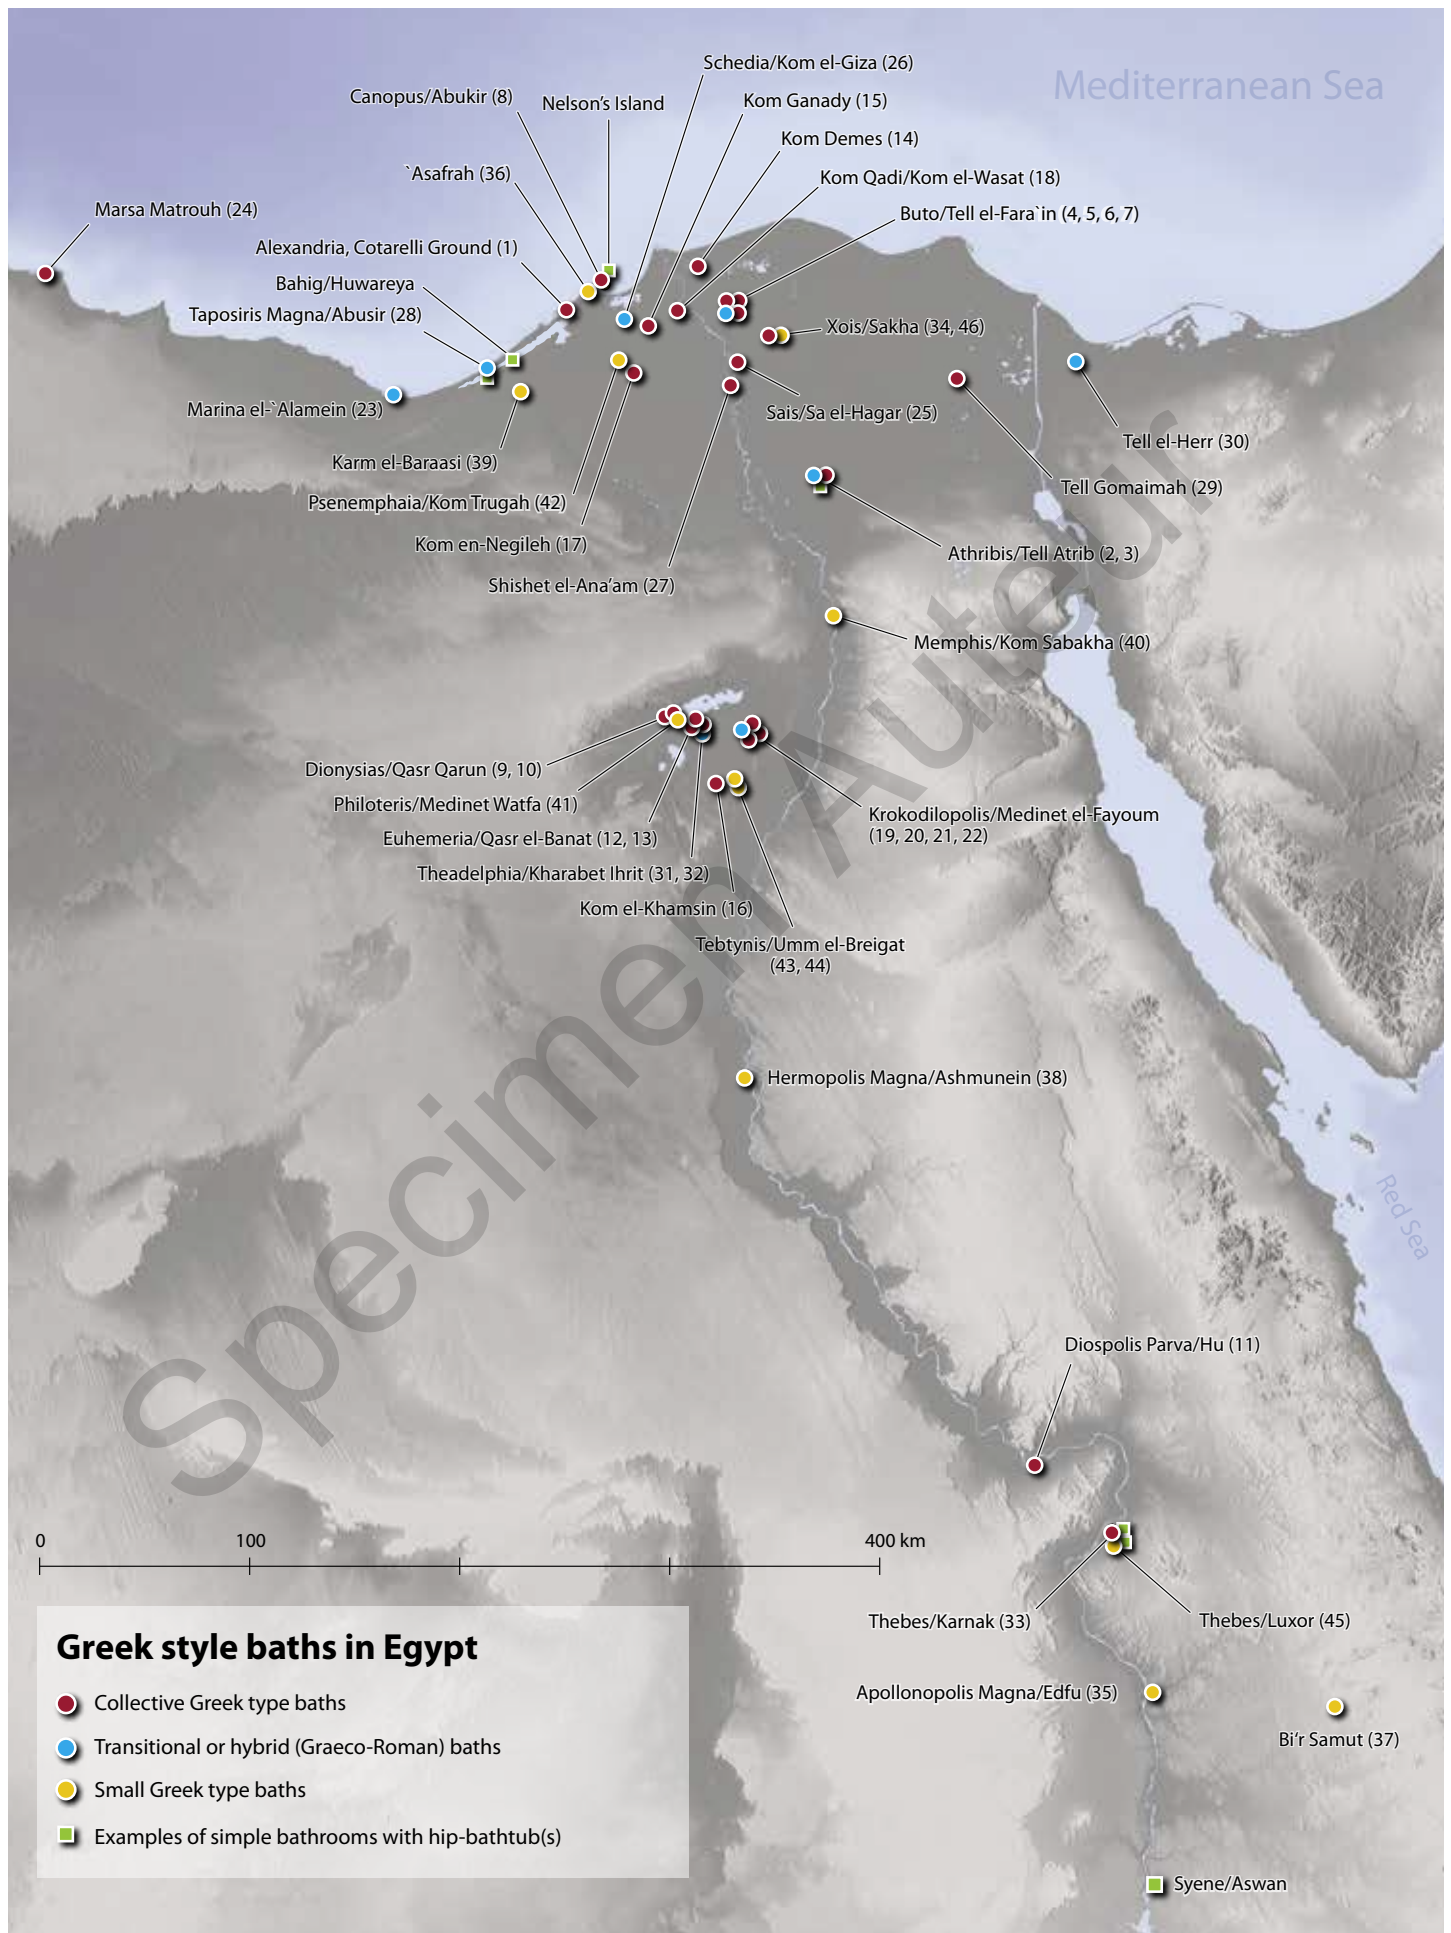 Mediterranean Sea
Schedia/Kom el-Giza (26)
Canopus/Abukir (8)
Nelson's Island
Kom Ganady (15)
Kom Demes (14)
`Asafrah (36)
Kom Qadi/Kom el-Wasat (18)
Marsa Matrouh (24)
Buto/Tell el-Fara`in (4, 5, 6, 7)
Alexandria, Cotarelli Ground (1)
Bahig/Huwareya
Taposiris Magna/Abusir (28)
Xois/Sakha (34, 46)
Marina el-`Alamein (23)
Sais/Sa el-Hagar (25)
Tell el-Herr (30)
Karm el-Baraasi (39)
Tell Gomaimah (29)
Psenemphaia/Kom Trugah (42)
Kom en-Negileh (17)
Athribis/Tell Atrib (2, 3)
Shishet el-Ana'am (27)
Memphis/Kom Sabakha (40)
Dionysias/Qasr Qarun (9, 10)
Philoteris/Medinet Watfa (41)
Krokodilopolis/Medinet el-Fayoum
(19, 20, 21, 22)
Euhemeria/Qasr el-Banat (12, 13)
Theadelphia/Kharabet Ihrit (31, 32)
Kom el-Khamsin (16)
Tebtynis/Umm el-Breigat
(43, 44)
Specimen Auteur
Hermopolis Magna/Ashmunein (38)
Red Sea
Diospolis Parva/Hu (11)
0 100 400 km
Thebes/Karnak (33)
Thebes/Luxor (45)
Apollonopolis Magna/Edfu (35)
Bi'r Samut (37)
Syene/Aswan
Greek style baths in Egypt
Collective Greek type baths
Transitional or hybrid (Graeco-Roman) baths
Small Greek type baths
Examples of simple bathrooms with hip-bathtub(s)